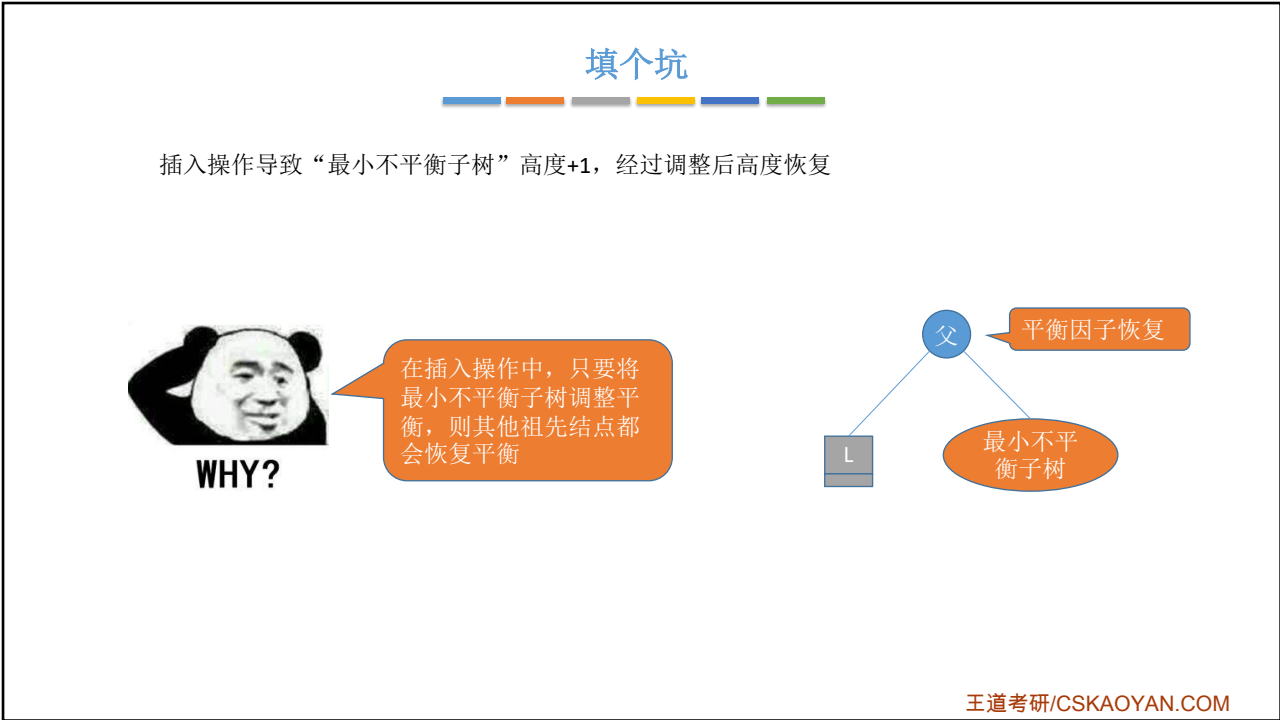 填个坑
插入操作导致“最小不平衡子树”高度+1，经过调整后高度恢复
在插入操作中，只要将
最小不平衡子树调整平
衡，则其他祖先结点都
会恢复平衡
WHY?
父
平衡因子恢复
L
最小不平
衡子树
王道考研/CSKAOYAN.COM